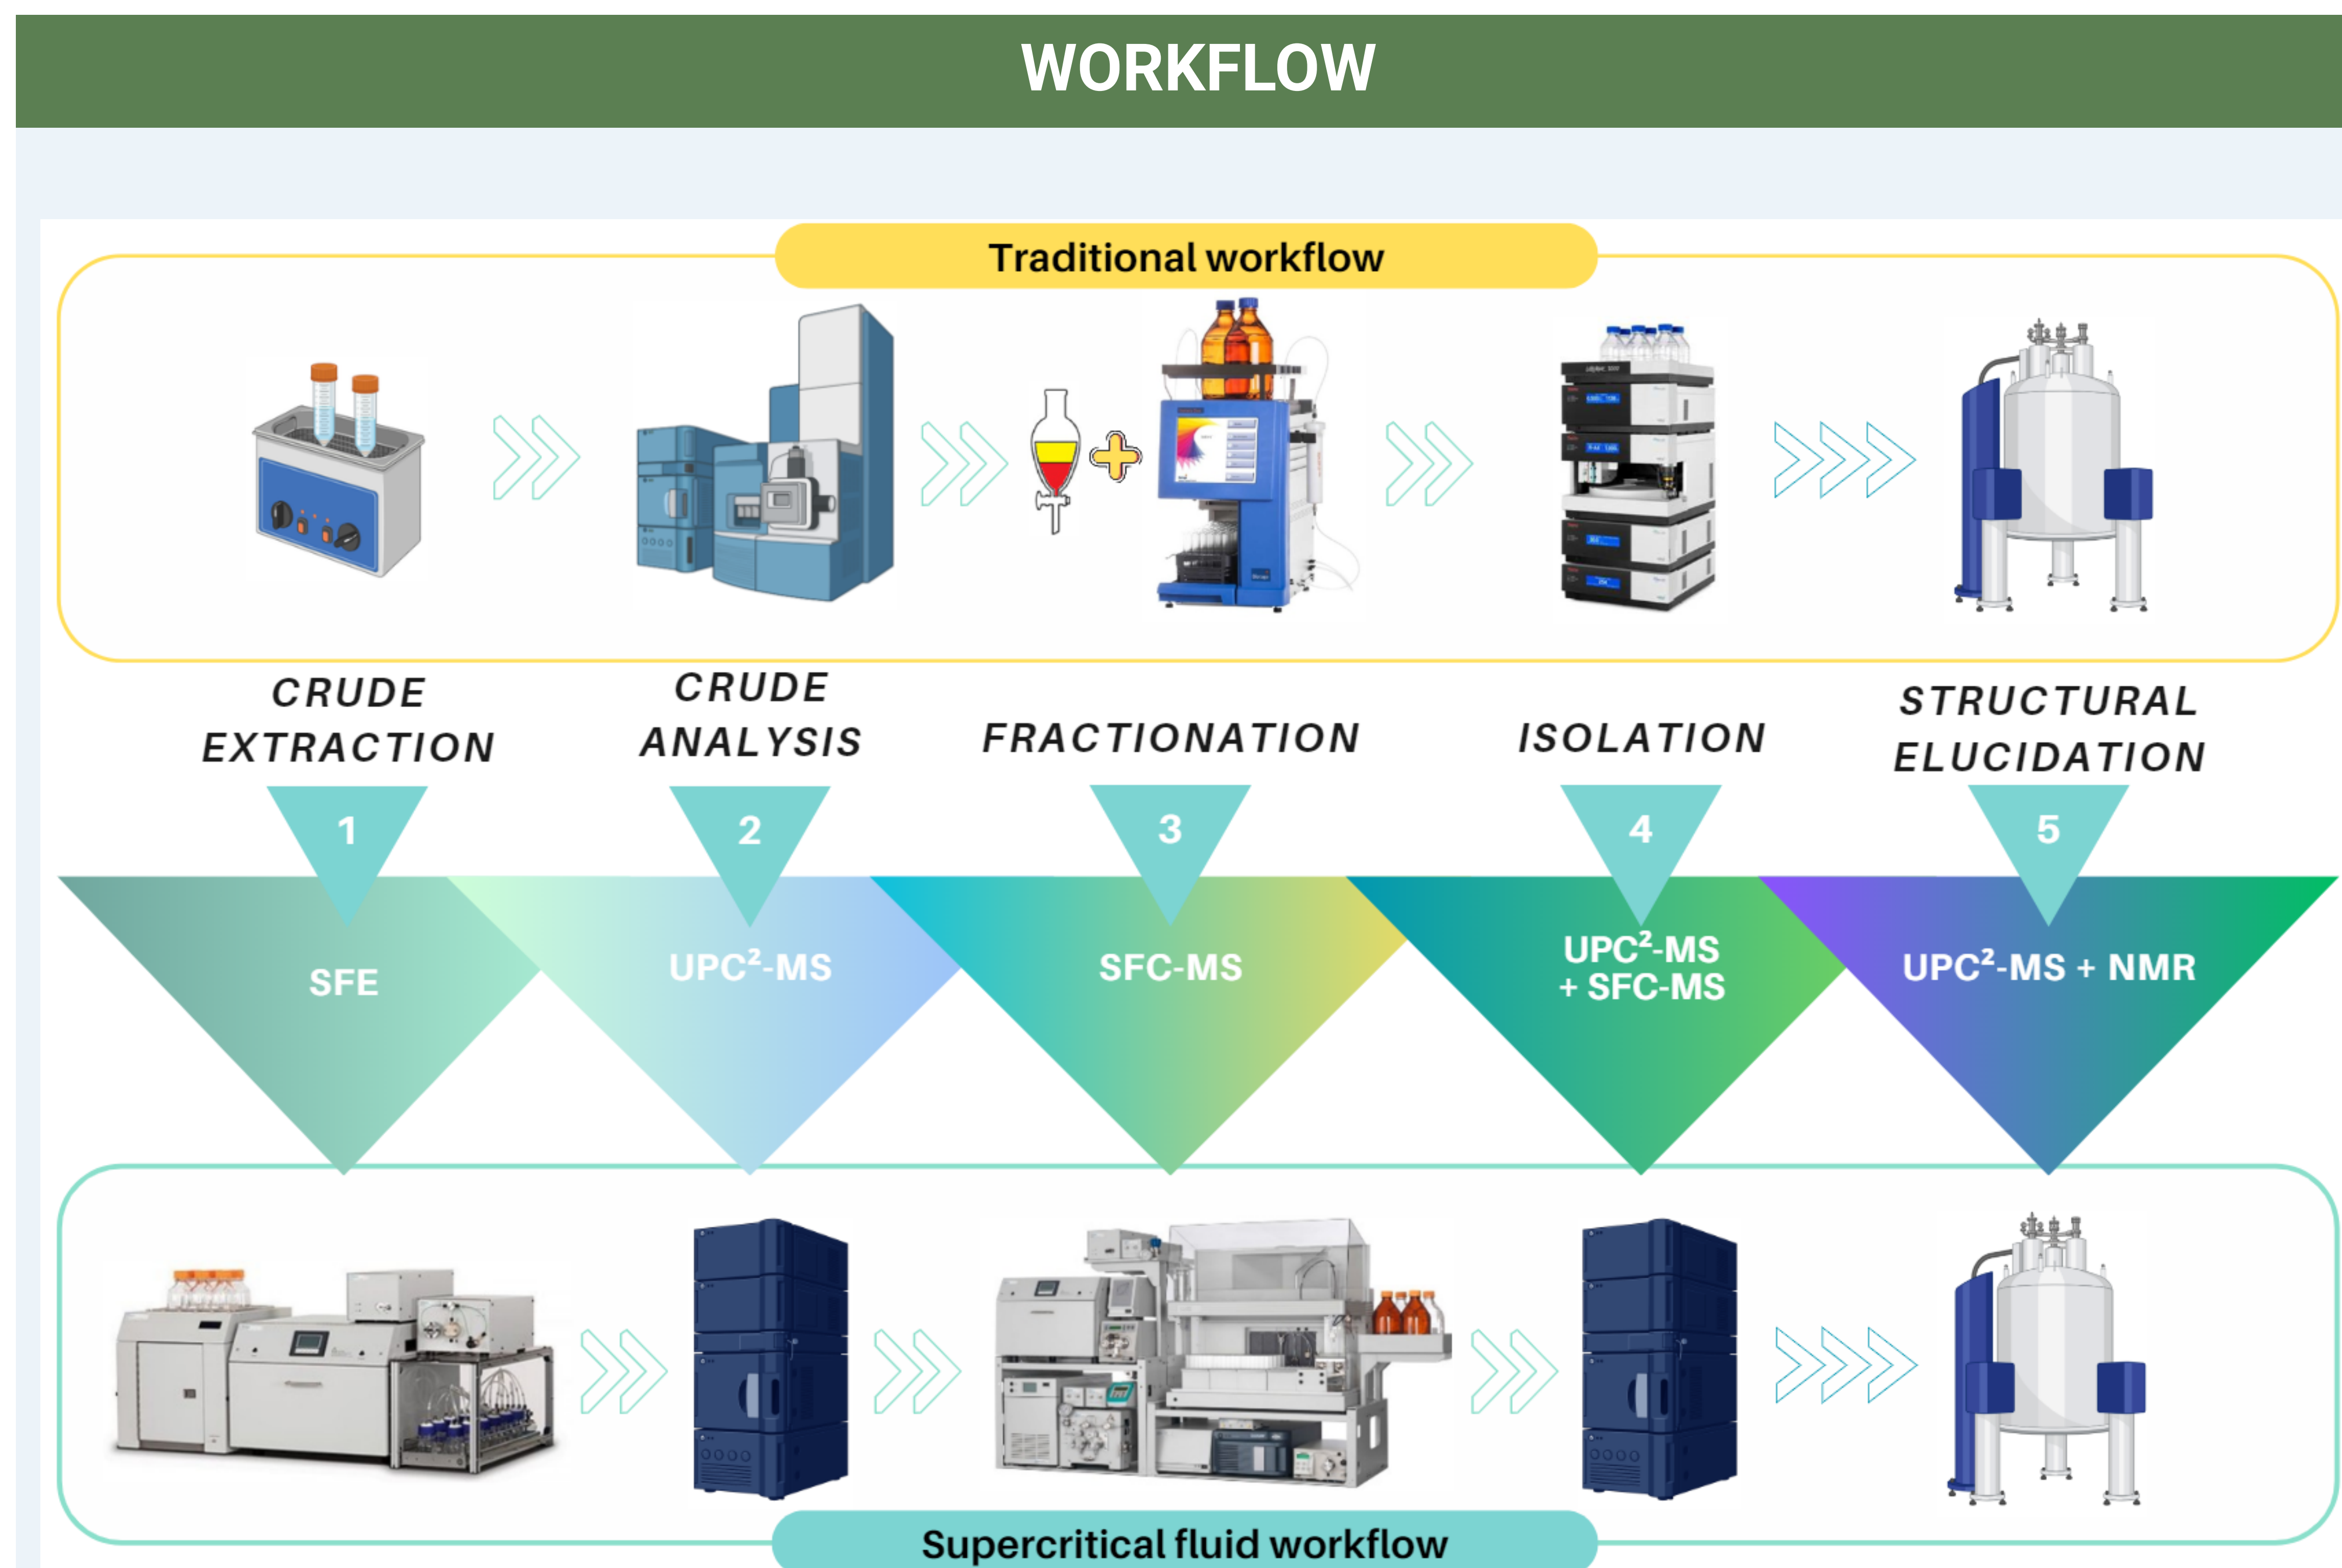 WORKFLOW
Traditional workflow
CRUDE
EXTRACTION
CRUDE
ANALYSIS
FRACTIONATION
ISOLATION
STRUCTURAL
ELUCIDATION
1
2
3
4
5
SFE
UPC²-MS
SFC-MS
UPC²-MS
+ SFC-MS
UPC²-MS + NMR
Supercritical fluid workflow